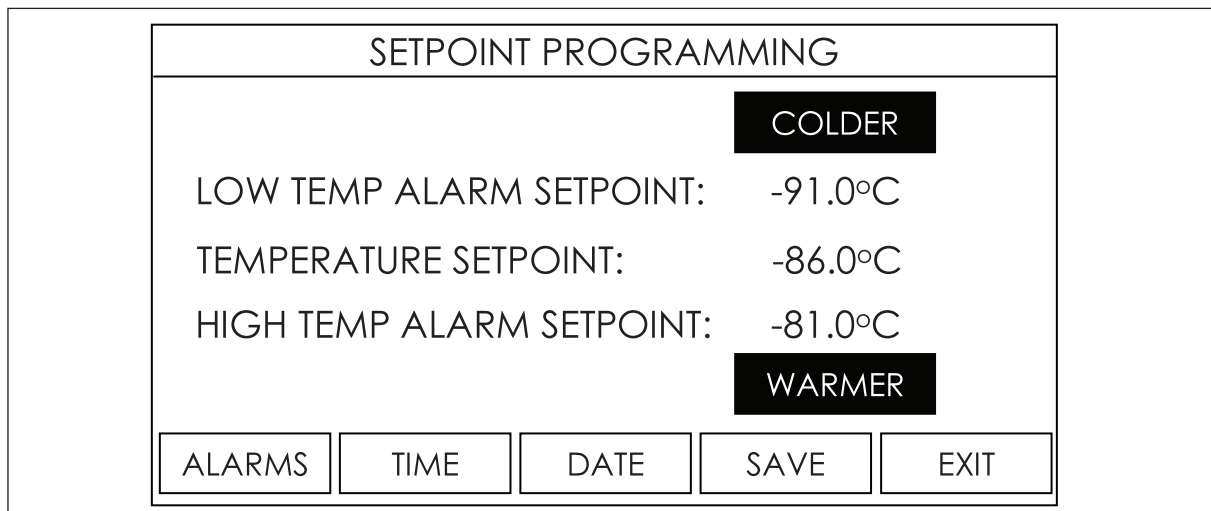 SETPOINT PROGRAMMING
COLDER
LOW TEMP ALARM SETPOINT: -91.0°C
TEMPERATURE SETPOINT: -86.0°C
HIGH TEMP ALARM SETPOINT: -81.0°C
WARMER
ALARMS TIME DATE SAVE EXIT